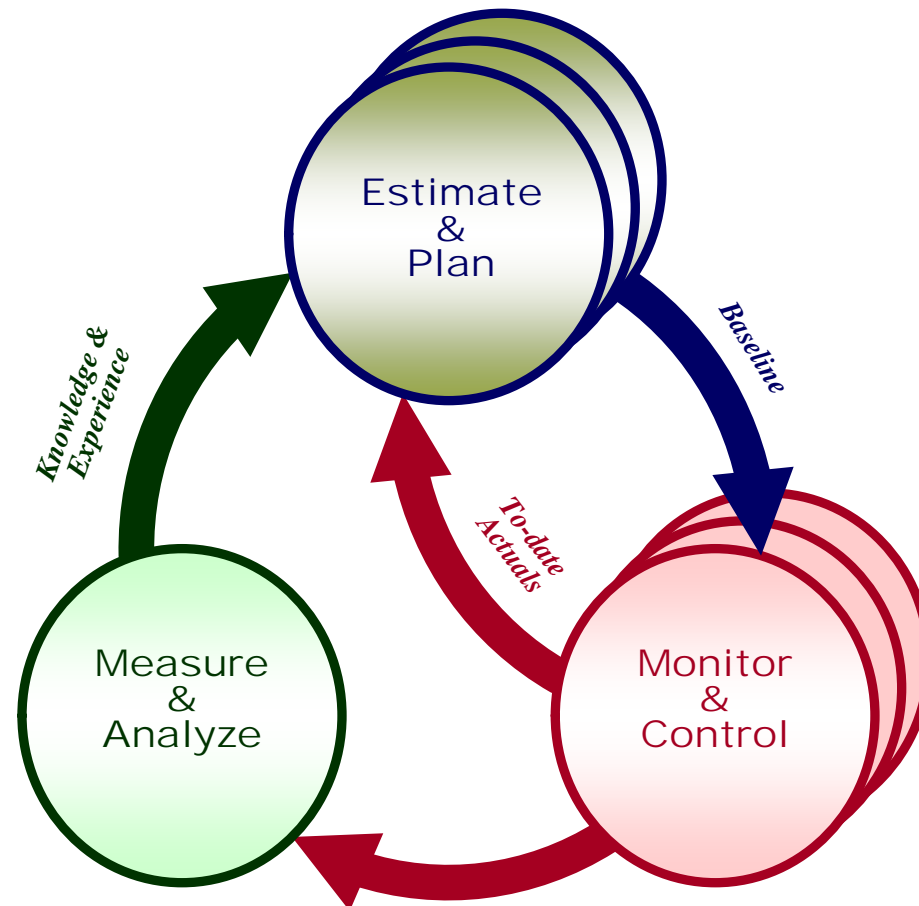 Estimate
&
Plan
Baseline
Knowledge &
Experience
To-date
Actuals
Measure
&
Analyze
Monitor
&
Control